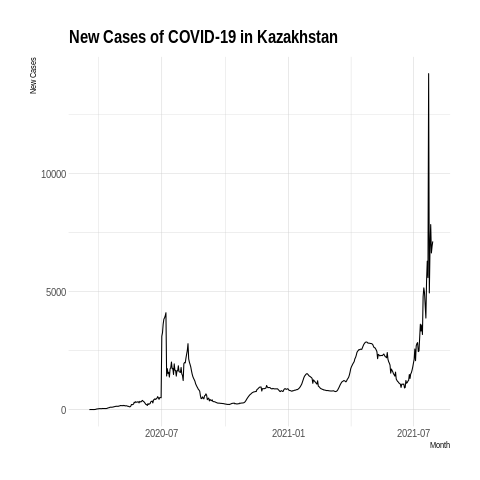 New Cases of COVID-19 in Kazakhstan
New Cases
10000
5000
0
2020-07
2021-01
2021-07
Month